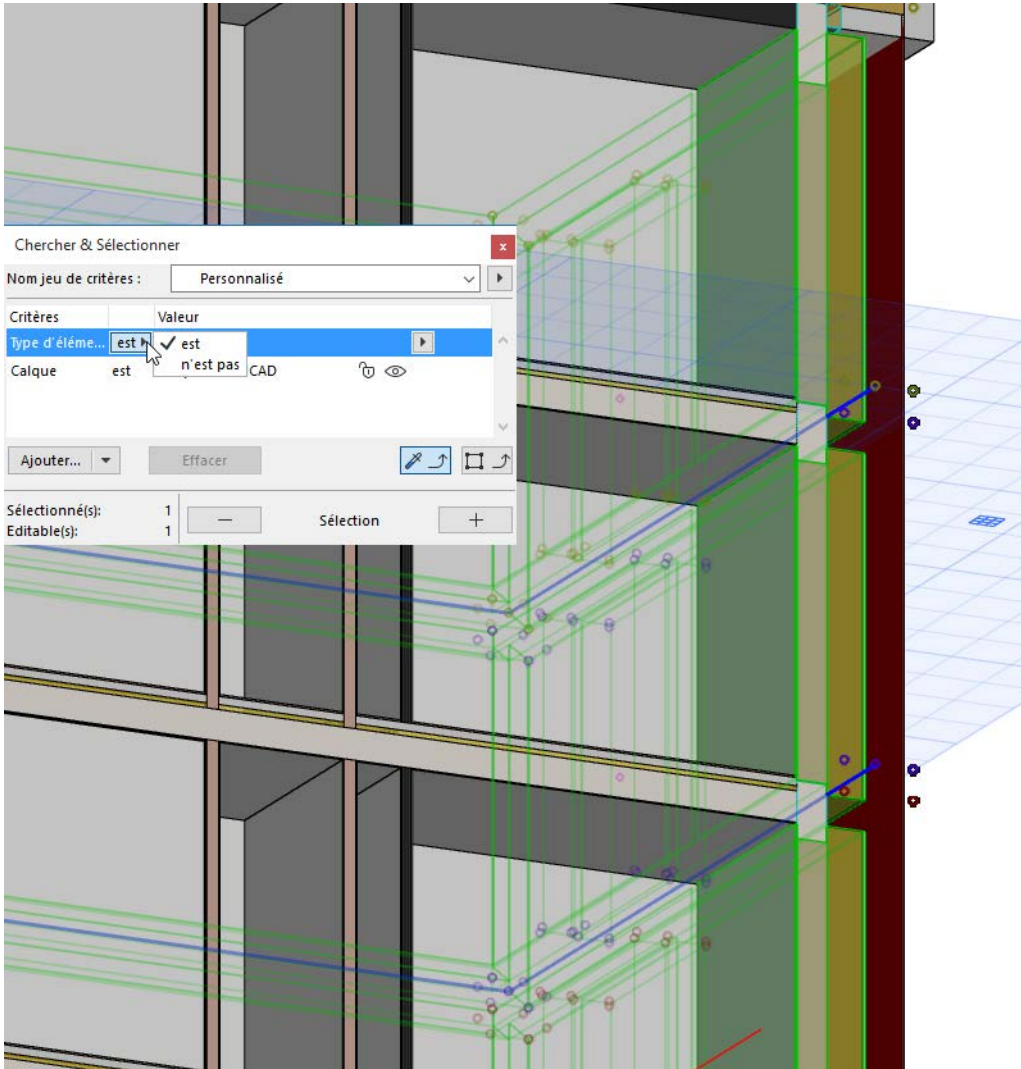 Chercher & Sélectionner
x
Nom jeu de critères : Personnalisé
Critères Valeur
Type d'éléme... est ✓ est
n'est pas
Calque est CAD
Ajouter... Effacer
Sélectionné(s): 1
— Sélection +
Editable(s): 1